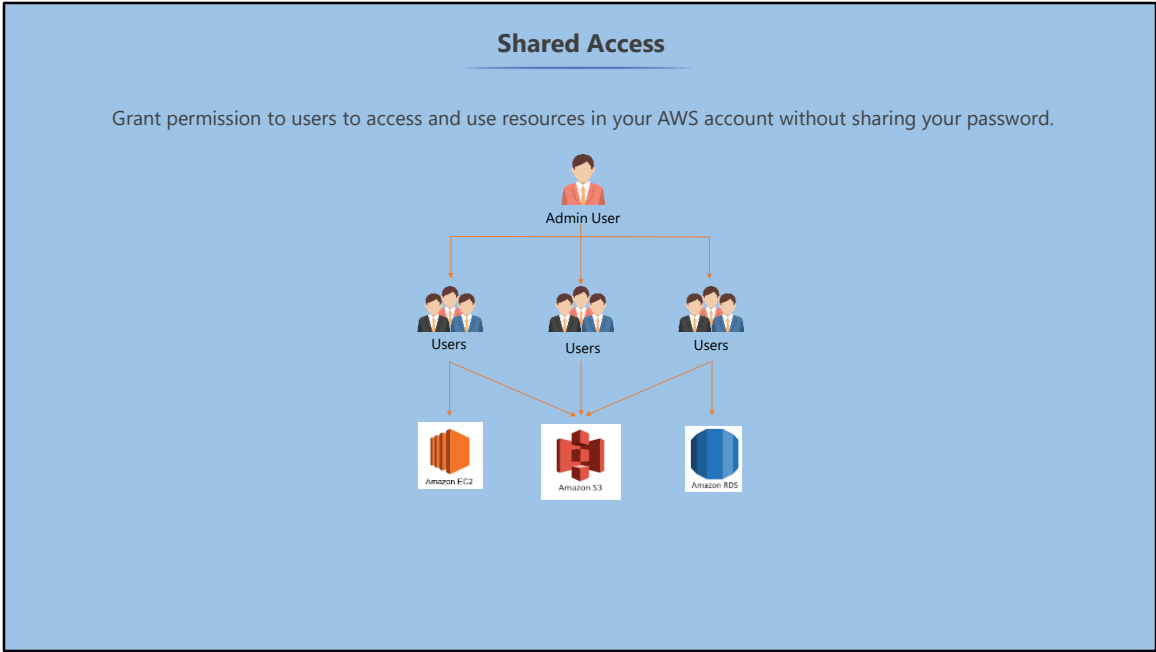 Shared Access
Grant permission to users to access and use resources in your AWS account without sharing your password.
Admin User
Users
Users
Users
Amazon EC2
Amazon S3
Amazon RDS